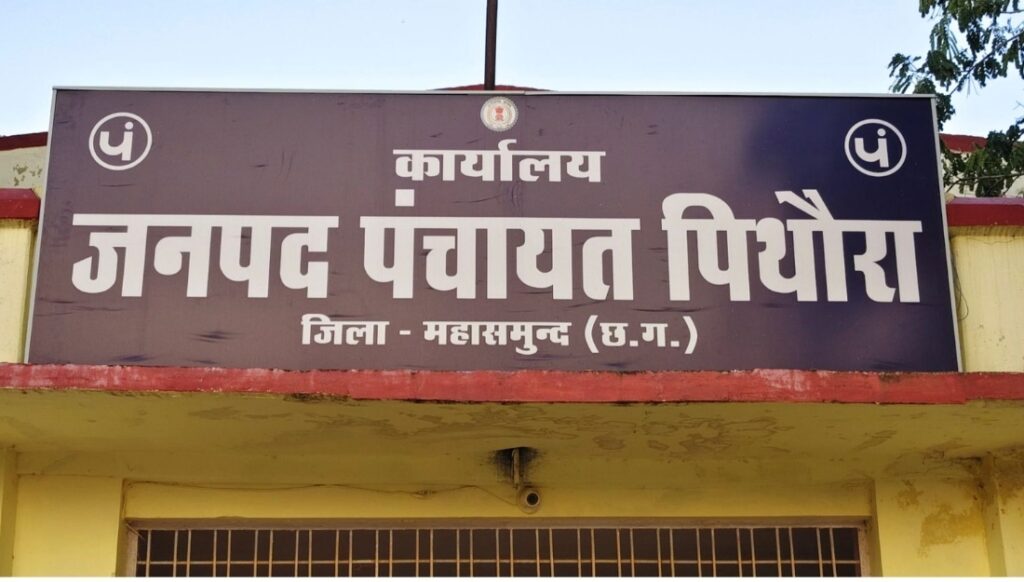 पं पं
कार्यालय
जनपद पंचायत पिथौरा
जिला - महासमुन्द (छ.ग.)